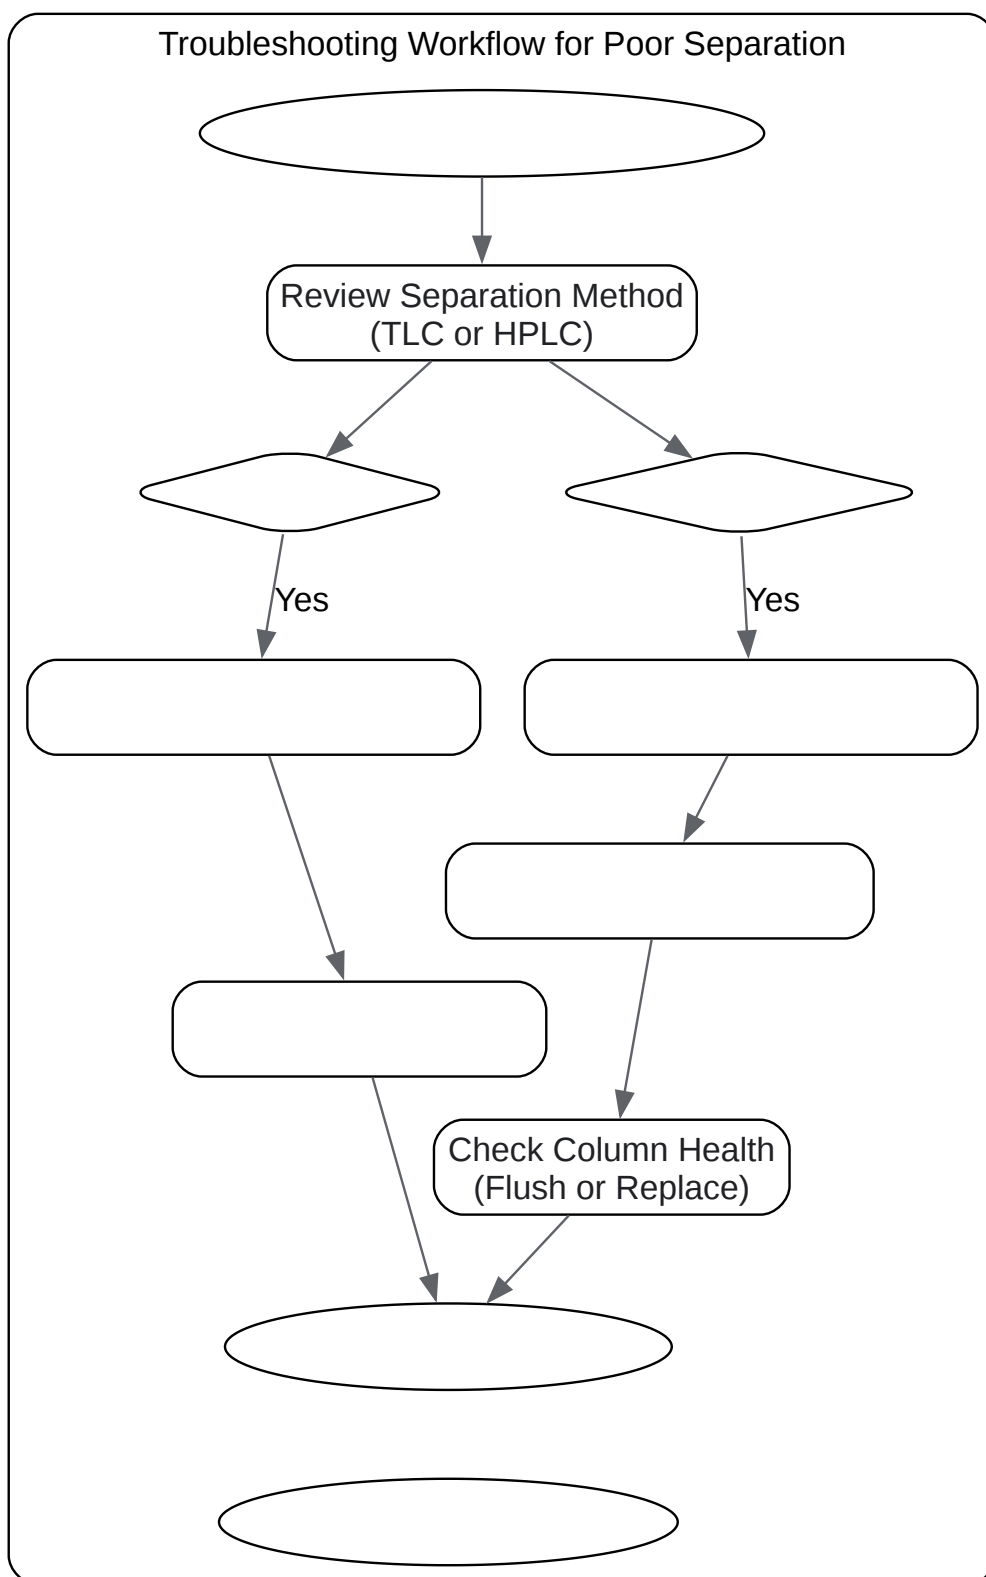 Troubleshooting Workflow for Poor Separation
Review Separation Method
(TLC or HPLC)
Yes
Yes
Check Column Health
(Flush or Replace)